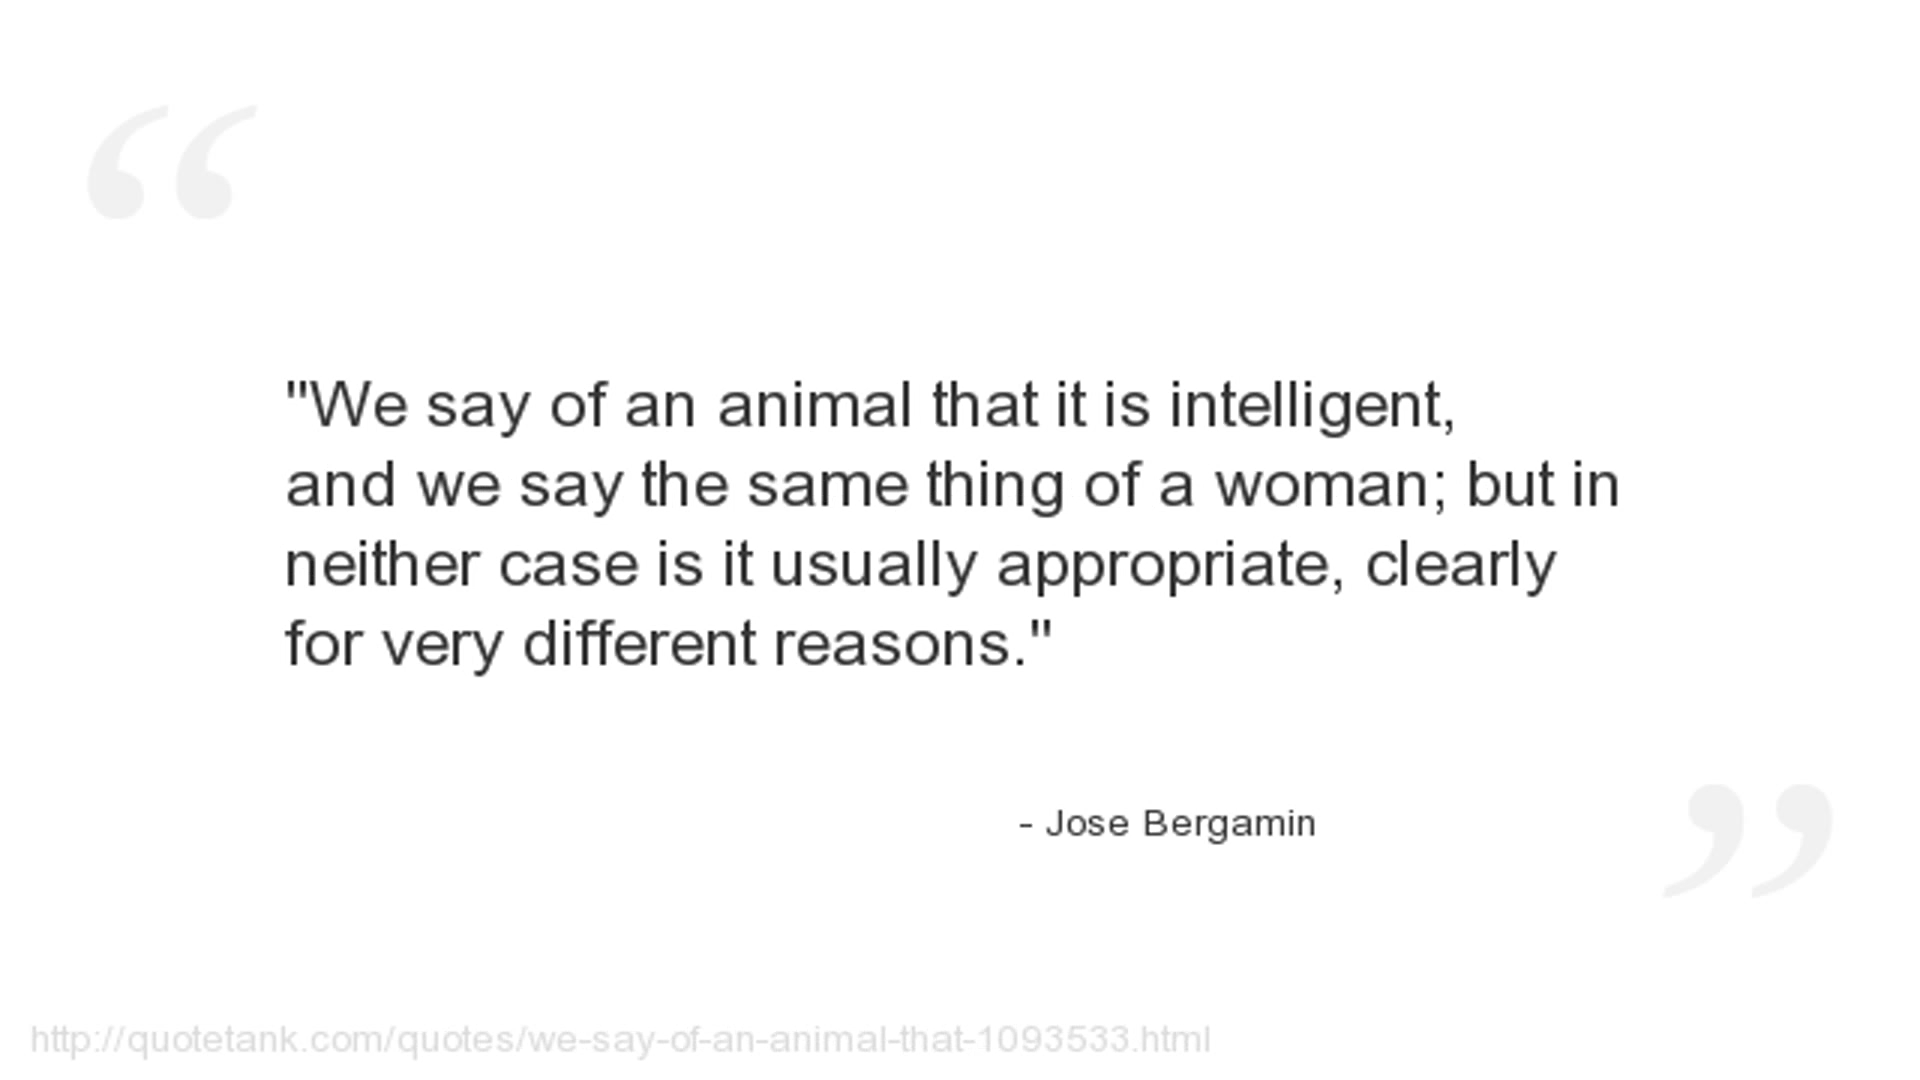 "We say of an animal that it is intelligent,
and we say the same thing of a woman; but in
neither case is it usually appropriate, clearly
for very different reasons."
- Jose Bergamin
http://quotetank.com/quotes/we-say-of-an-animal-that-1093533.html